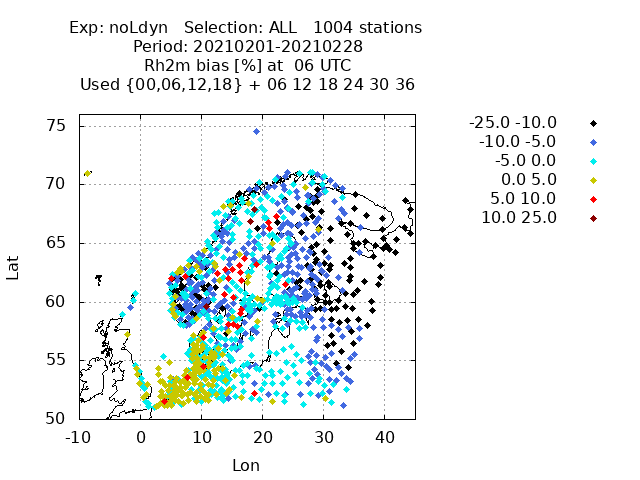 Exp: noLdyn   Selection: ALL   1004 stations
Period: 20210201-20210228
Rh2m bias [%] at  06 UTC
Used {00,06,12,18} + 06 12 18 24 30 36
-25.0 -10.0
-10.0 -5.0
-5.0 0.0
0.0 5.0
5.0 10.0
10.0 25.0
75
70
65
60
55
50
Lat
-10 0 10 20 30 40
Lon